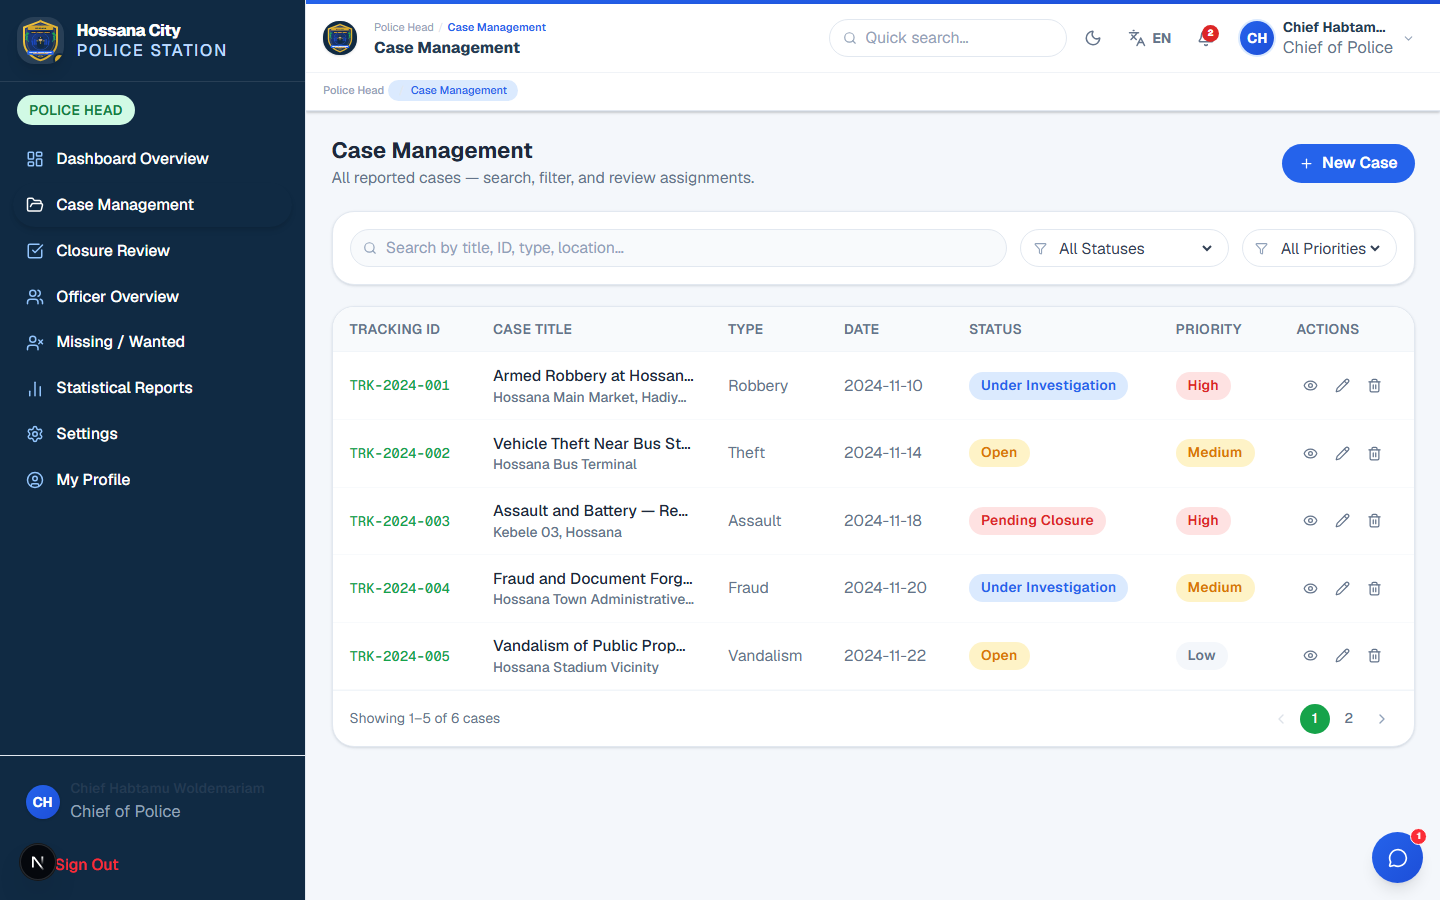 Hossana City
POLICE STATION
POLICE HEAD
Dashboard Overview
Case Management
Closure Review
Officer Overview
Missing / Wanted
Statistical Reports
Settings
My Profile
CH
Chief Habtamu Woldemariam
Chief of Police
N
Sign Out
Police Head / Case Management
Case Management
Quick search...
EN
2
CH
Chief Habtam...
Chief of Police
Police Head
Case Management
Case Management
All reported cases — search, filter, and review assignments.
+ New Case
Search by title, ID, type, location...
All Statuses
All Priorities
TRACKING ID CASE TITLE TYPE DATE STATUS PRIORITY ACTIONS
TRK-2024-001 Armed Robbery at Hossan... Robbery 2024-11-10 Under Investigation High
Hossana Main Market, Hadiy...
TRK-2024-002 Vehicle Theft Near Bus St... Theft 2024-11-14 Open Medium
Hossana Bus Terminal
TRK-2024-003 Assault and Battery — Re... Assault 2024-11-18 Pending Closure High
Kebele 03, Hossana
TRK-2024-004 Fraud and Document Forg... Fraud 2024-11-20 Under Investigation Medium
Hossana Town Administrative...
TRK-2024-005 Vandalism of Public Prop... Vandalism 2024-11-22 Open Low
Hossana Stadium Vicinity
Showing 1–5 of 6 cases
1 2
1